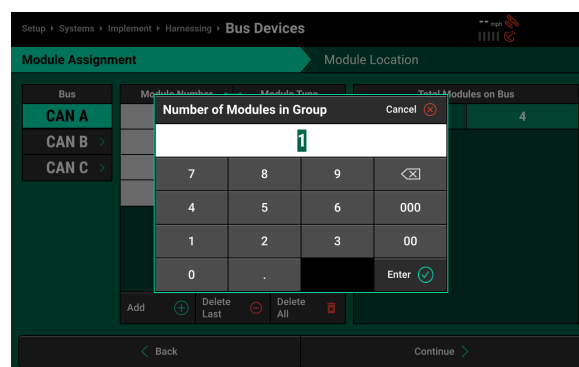 Setup › Systems › Implement › Harnessing › Bus Devices
-- mph
Module Assignment
Module Location
Bus
Module Number
Module Type
Total Modules on Bus
CAN A
4
CAN B >
CAN C >
Number of Modules in Group
Cancel
1
7 8 9
4 5 6 000
1 2 3 00
0 . Enter
Add
Delete Last
Delete All
< Back
Continue >